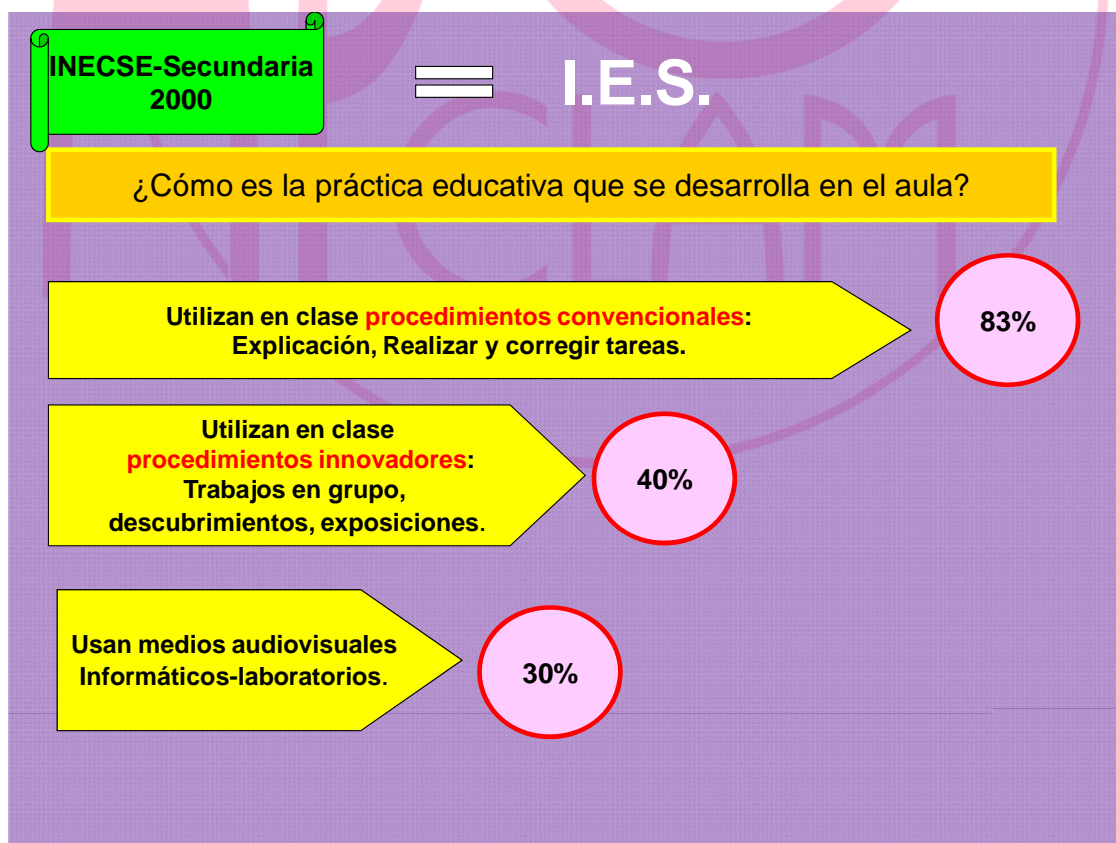 INECSE-Secundaria
2000
I.E.S.
¿Cómo es la práctica educativa que se desarrolla en el aula?
Utilizan en clase procedimientos convencionales:
Explicación, Realizar y corregir tareas.
83%
Utilizan en clase
procedimientos innovadores:
Trabajos en grupo,
descubrimientos, exposiciones.
40%
Usan medios audiovisuales
Informáticos-laboratorios.
30%